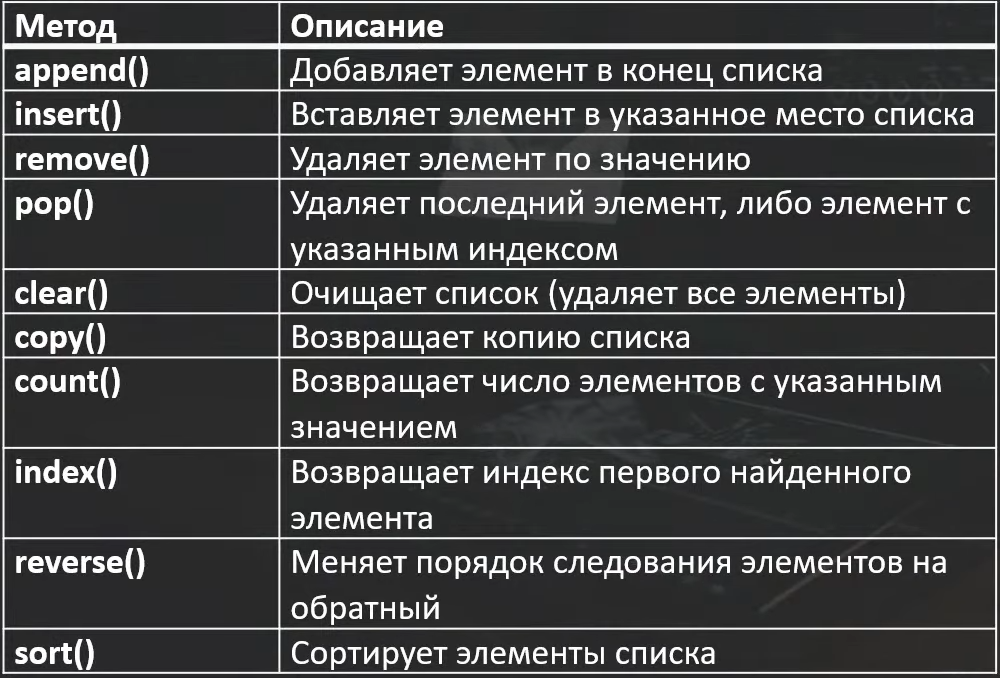 Метод Описание
append() Добавляет элемент в конец списка
insert() Вставляет элемент в указанное место списка
remove() Удаляет элемент по значению
pop() Удаляет последний элемент, либо элемент с
указанным индексом
clear() Очищает список (удаляет все элементы)
copy() Возвращает копию списка
count() Возвращает число элементов с указанным
значением
index() Возвращает индекс первого найденного
элемента
reverse() Меняет порядок следования элементов на
обратный
sort() Сортирует элементы списка